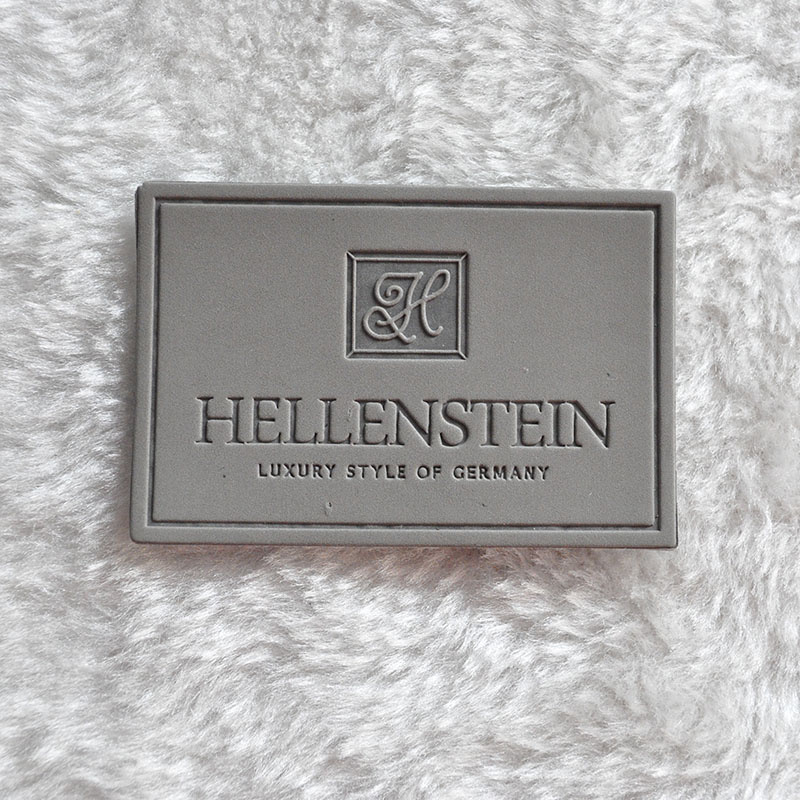 H
HELLENSTEIN
LUXURY STYLE OF GERMANY